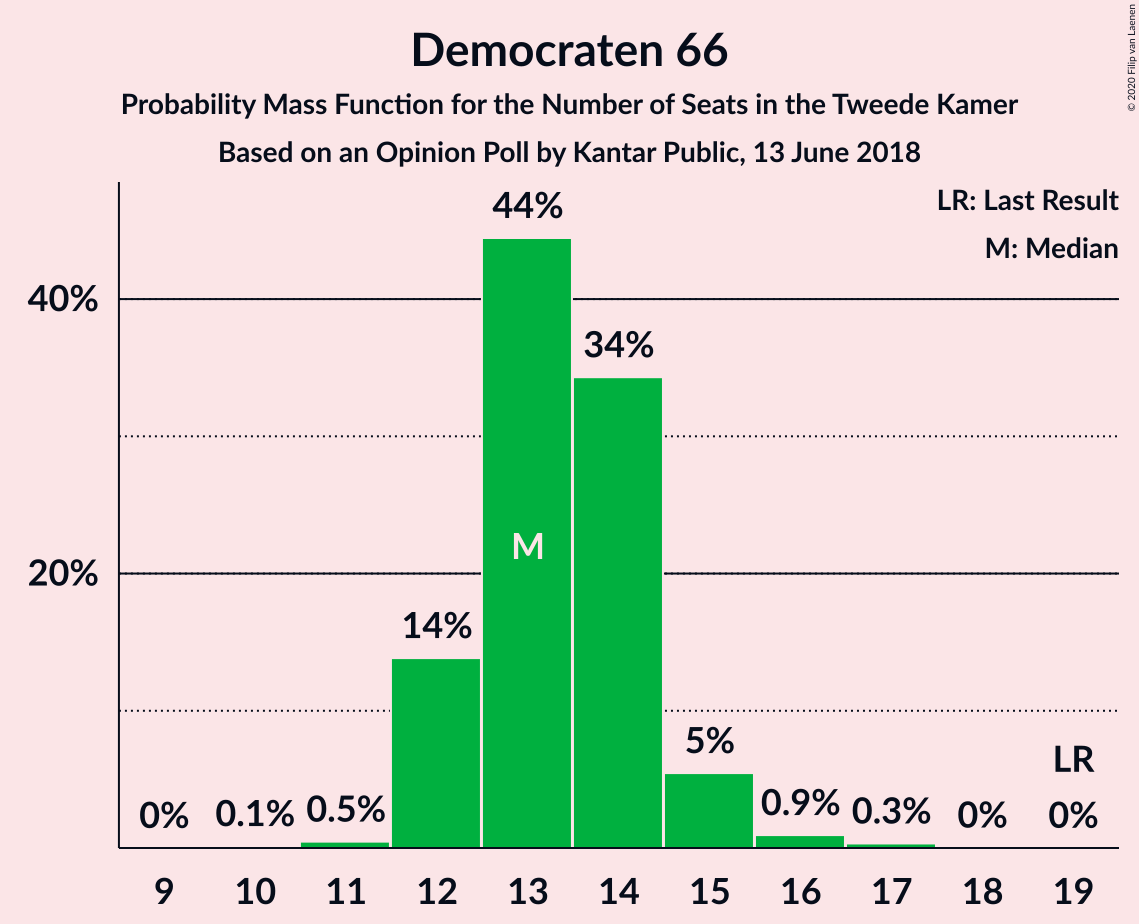 Democraten 66
Probability Mass Function for the Number of Seats in the Tweede Kamer
Based on an Opinion Poll by Kantar Public, 13 June 2018
© 2020 Filip van Laenen
LR: Last Result
M: Median
44%
40%
34%
M
20%
14%
5%
LR
0%
0.1%
0.5%
0.9%
0.3%
0%
0%
9 10 11 12 13 14 15 16 17 18 19